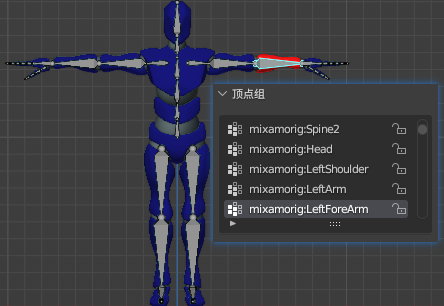 顶点组
mixamorig:Spine2
mixamorig:Head
mixamorig:LeftShoulder
mixamorig:LeftArm
mixamorig:LeftForeArm